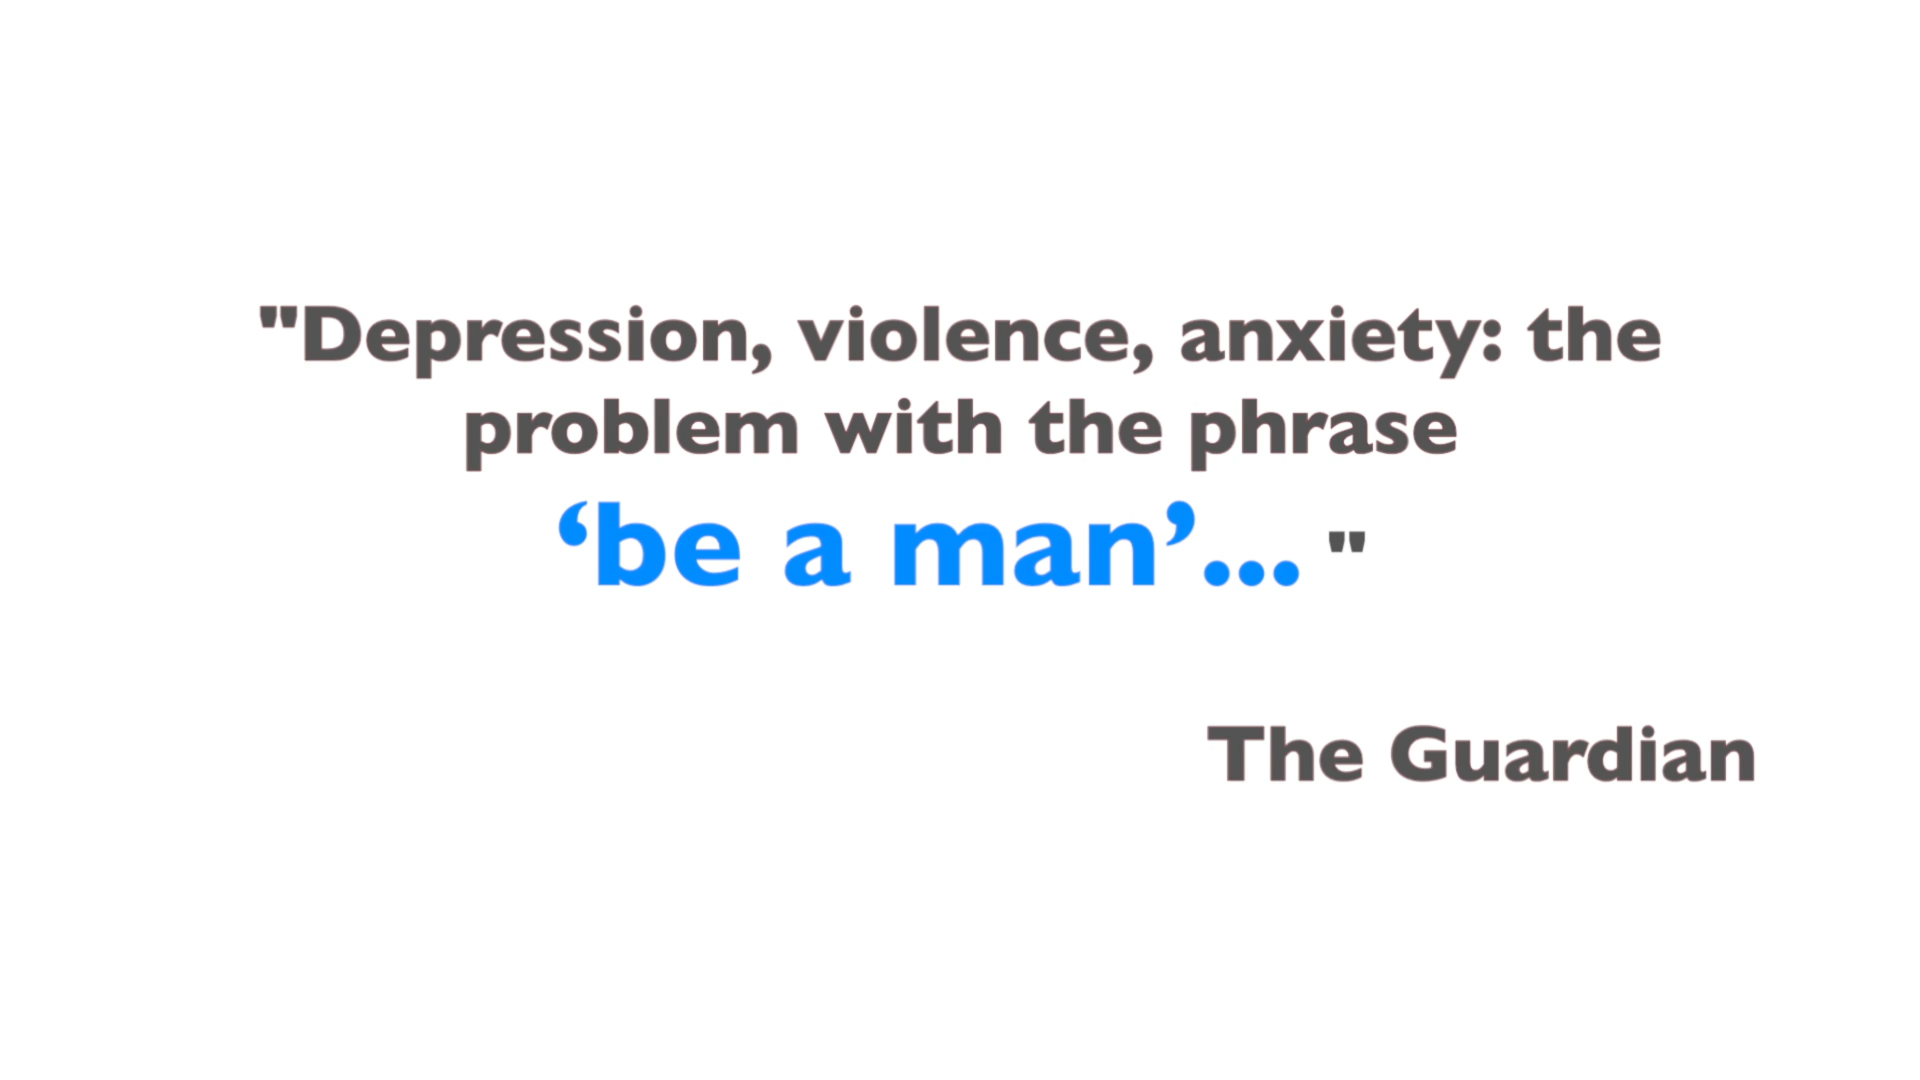 "Depression, violence, anxiety: the
problem with the phrase
‘be a man’... "
The Guardian